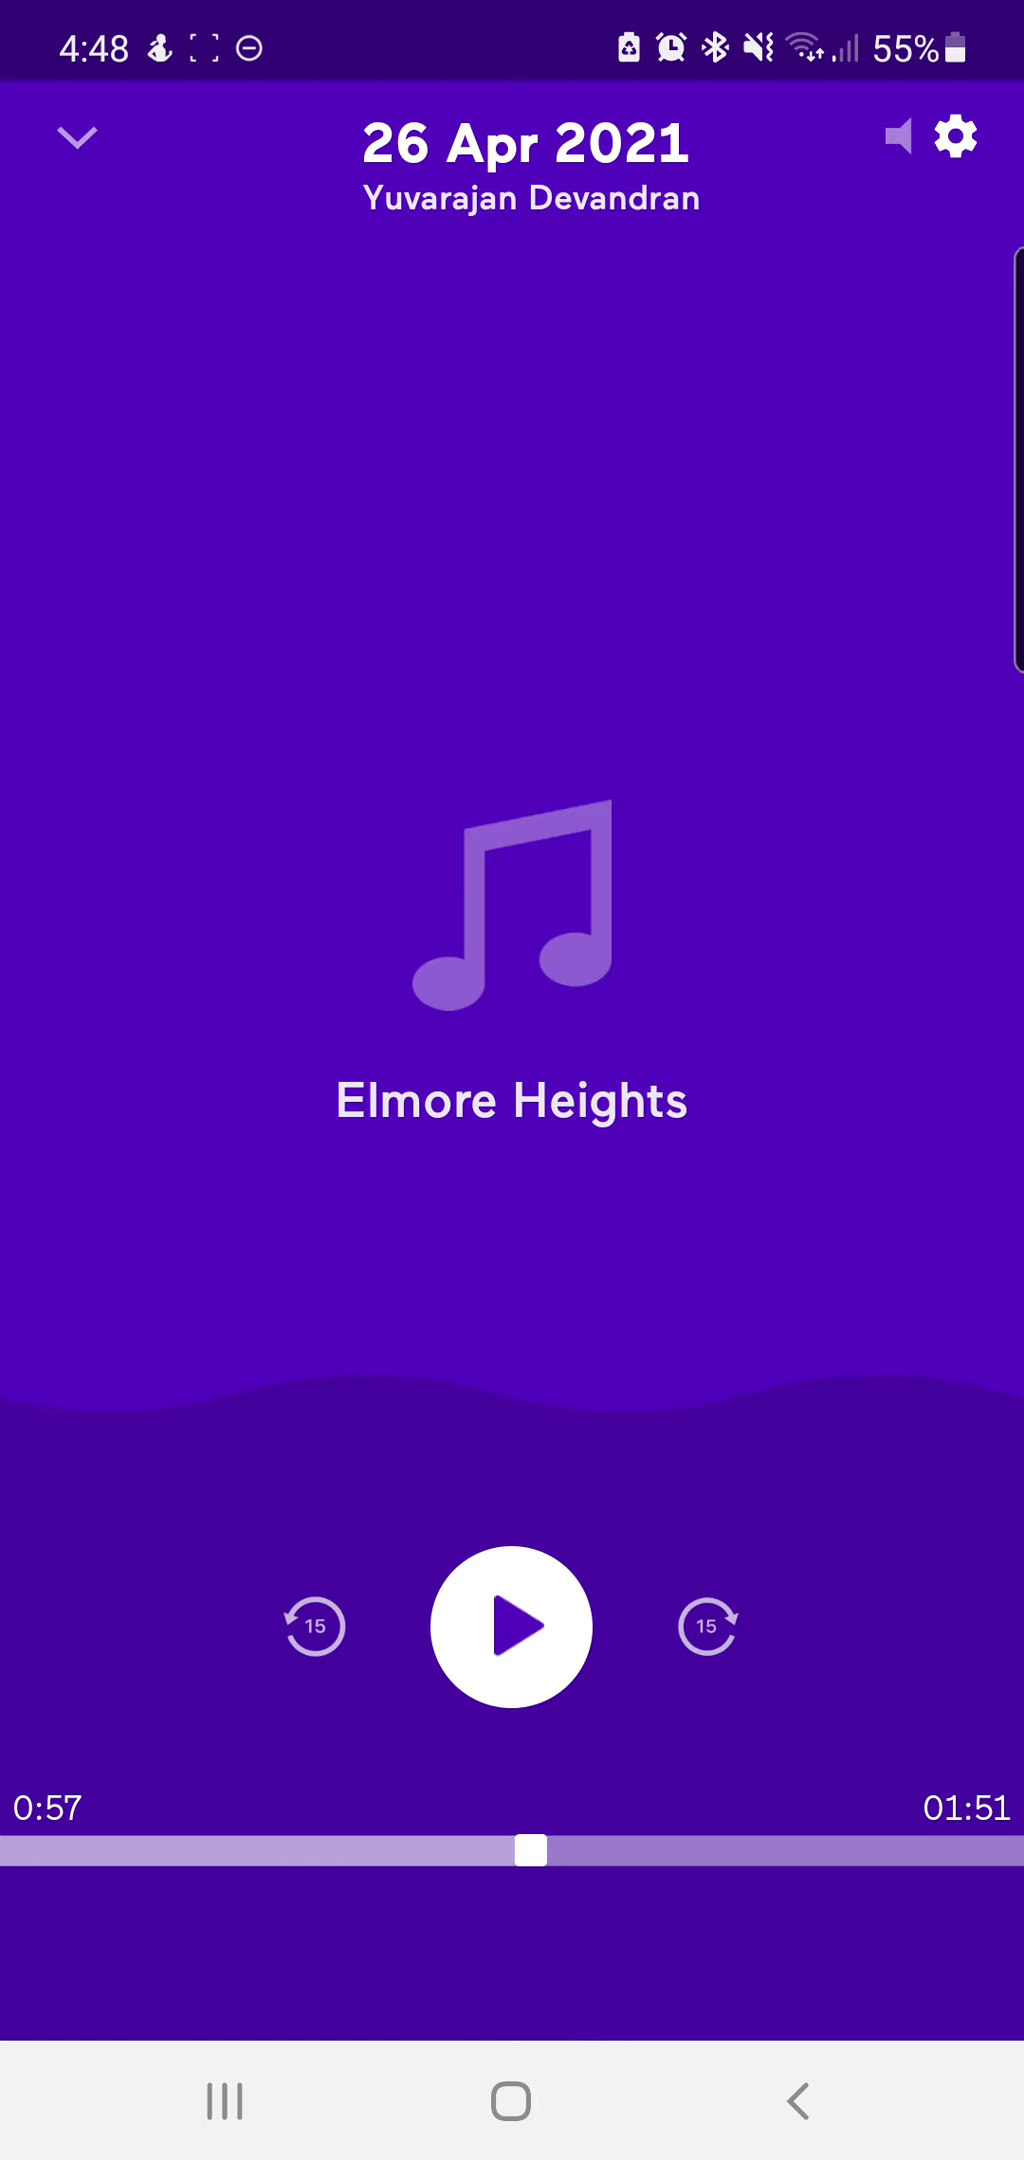 4:48 55%
26 Apr 2021
Yuvarajan Devandran
Elmore Heights
15 15
0:57 01:51